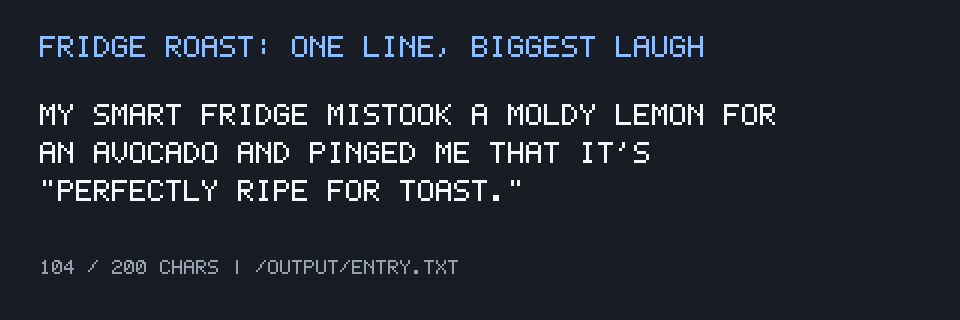 FRIDGE ROAST: ONE LINE, BIGGEST LAUGH
MY SMART FRIDGE MISTOOK A MOLDY LEMON FOR
AN AVOCADO AND PINGED ME THAT IT'S
"PERFECTLY RIPE FOR TOAST."
104 / 200 CHARS | /OUTPUT/ENTRY.TXT